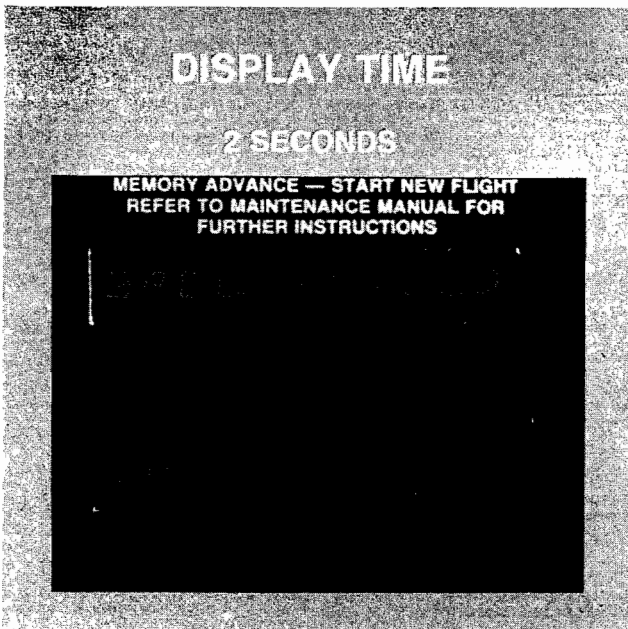 DISPLAY TIME
2 SECONDS
MEMORY ADVANCE — START NEW FLIGHT
REFER TO MAINTENANCE MANUAL FOR
FURTHER INSTRUCTIONS